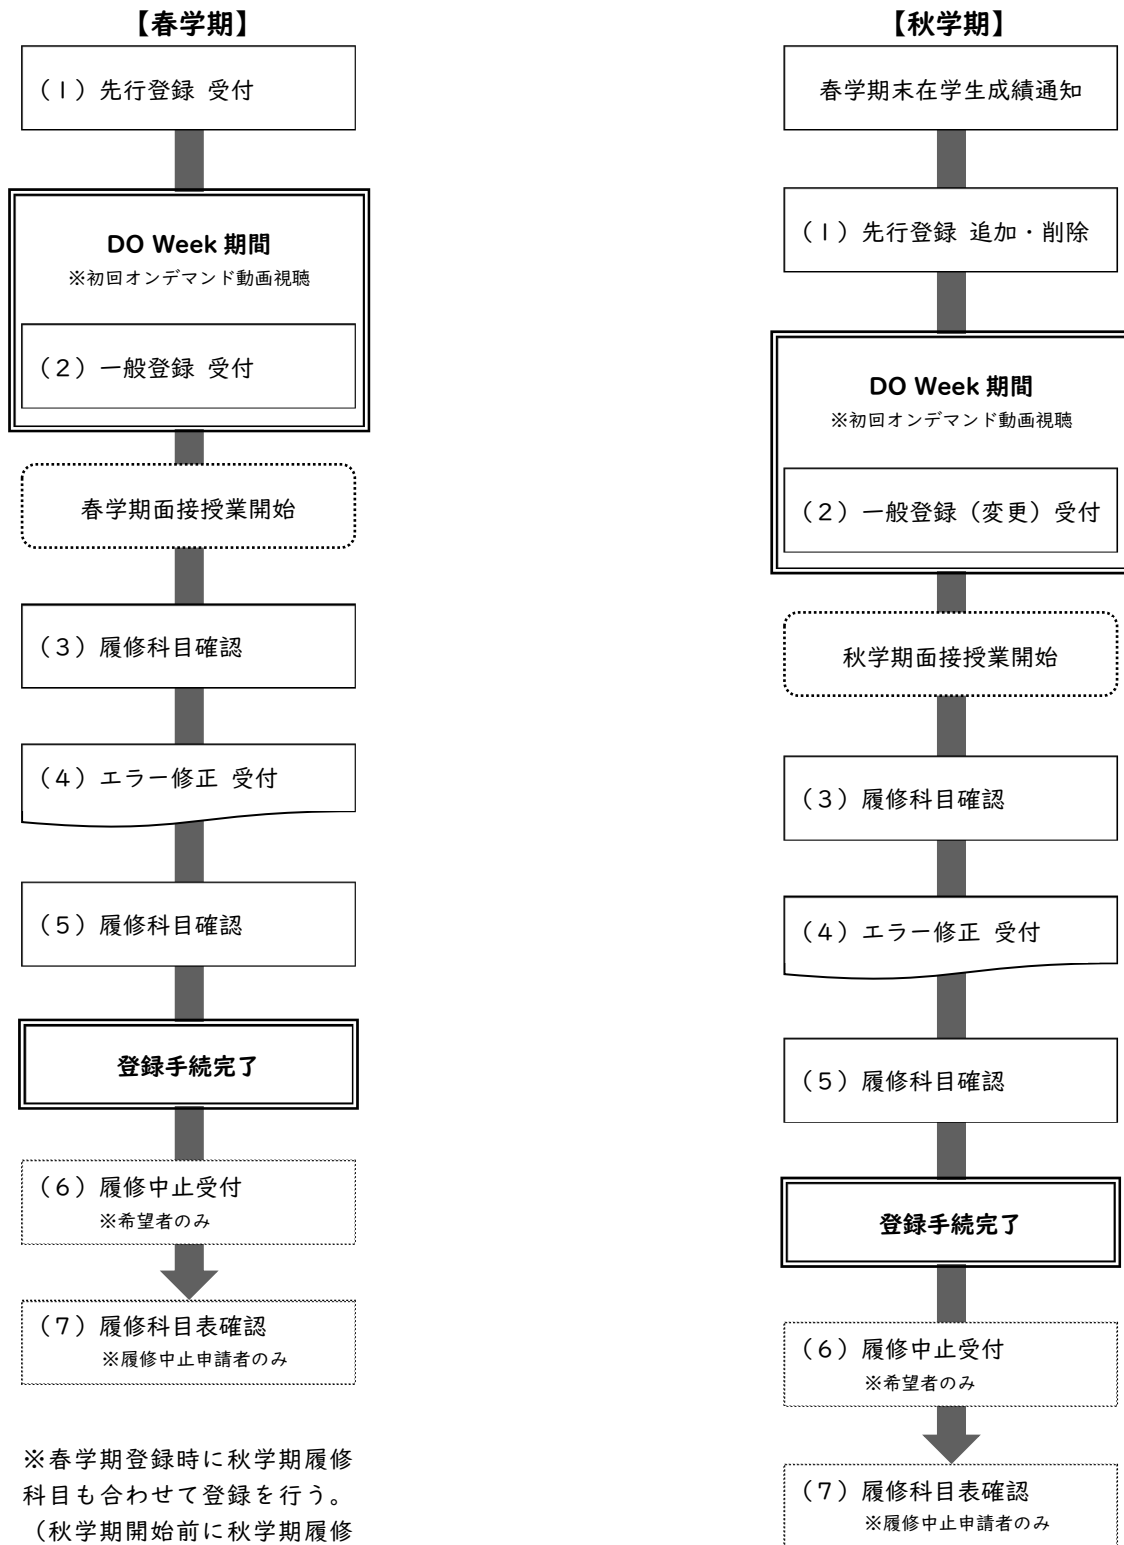 【春学期】
（1）先行登録 受付
DO Week 期間
※初回オンデマンド動画視聴
（2）一般登録 受付
春学期面接授業開始
（3）履修科目確認
（4）エラー修正 受付
（5）履修科目確認
登録手続完了
（6）履修中止受付
※希望者のみ
（7）履修科目表確認
※履修中止申請者のみ
※春学期登録時に秋学期履修
科目も合わせて登録を行う。
（秋学期開始前に秋学期履修
【秋学期】
春学期末在学生成績通知
（1）先行登録 追加・削除
DO Week 期間
※初回オンデマンド動画視聴
（2）一般登録（変更）受付
秋学期面接授業開始
（3）履修科目確認
（4）エラー修正 受付
（5）履修科目確認
登録手続完了
（6）履修中止受付
※希望者のみ
（7）履修科目表確認
※履修中止申請者のみ